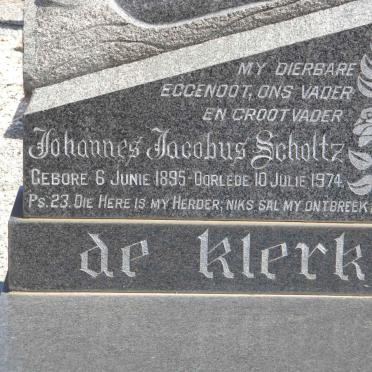 MY DIERBARE
EGGENOOT, ONS VADER
EN GROOTVADER
Johannes Jacobus Scholtz
GEBORE 6 JUNIE 1895 - OORLEDE 10 JULIE 1974
PS. 23. DIE HERE IS MY HERDER; NIKS SAL MY ONTBREEK
de klerk